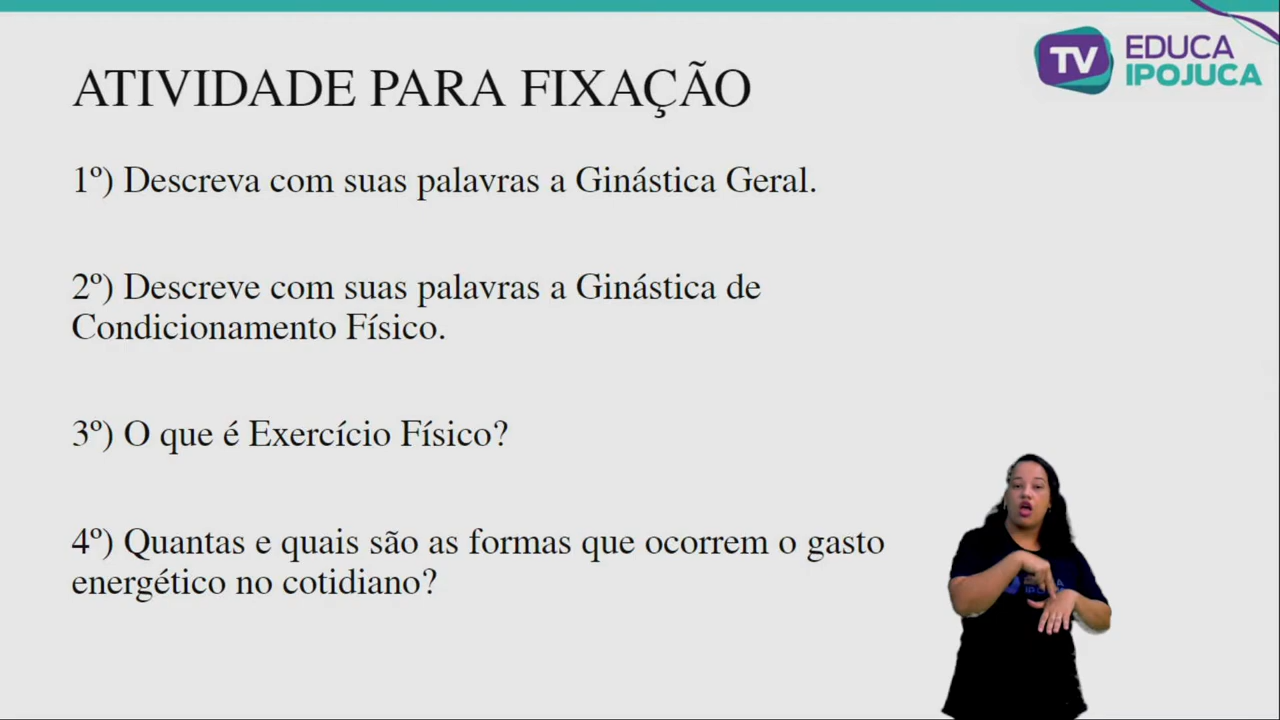 TV EDUCA
IPOJUCA
ATIVIDADE PARA FIXAÇÃO
1º) Descreva com suas palavras a Ginástica Geral.
2º) Descreve com suas palavras a Ginástica de
Condicionamento Físico.
3º) O que é Exercício Físico?
4º) Quantas e quais são as formas que ocorrem o gasto
energético no cotidiano?